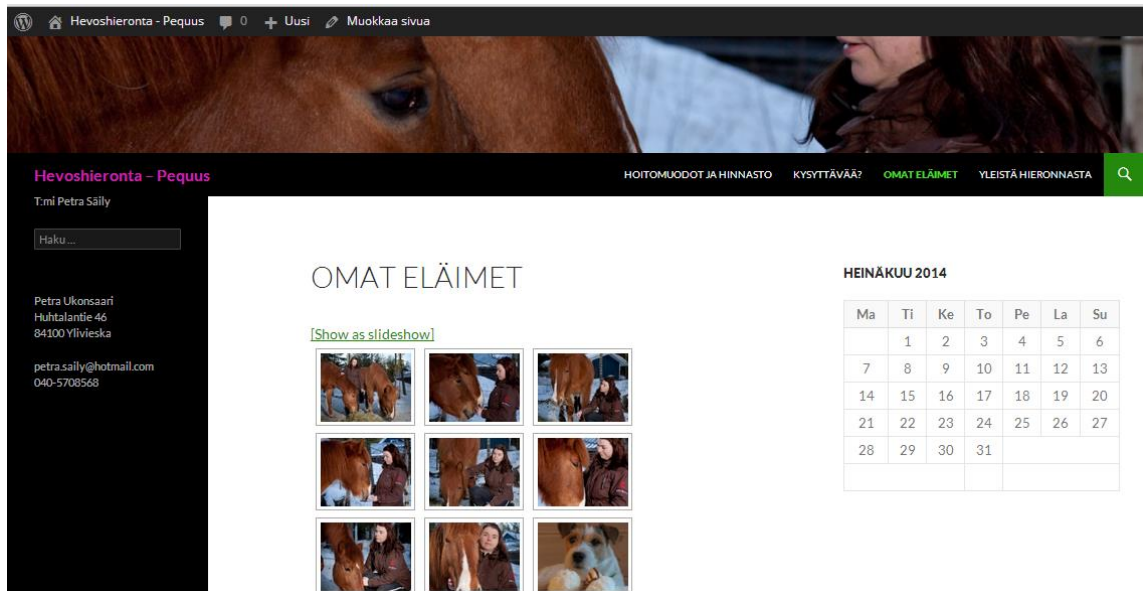 Hevoshieronta - Pequus 0 Uusi Muokkaa sivua
Hevoshieronta – Pequus
HOITOMUODOT JA HINNASTO KYSYTTÄVÄÄ? OMAT ELÄIMET YLEISTÄ HIERONNASTA
T:mi Petra Säily
Haku ...
Petra Ukonsaari
Huhtalantie 46
84100 Ylivieska
petra.saily@hotmail.com
040-5708568
OMAT ELÄIMET
[Show as slideshow]
HEINÄKUU 2014
Ma Ti Ke To Pe La Su
1 2 3 4 5 6
7 8 9 10 11 12 13
14 15 16 17 18 19 20
21 22 23 24 25 26 27
28 29 30 31